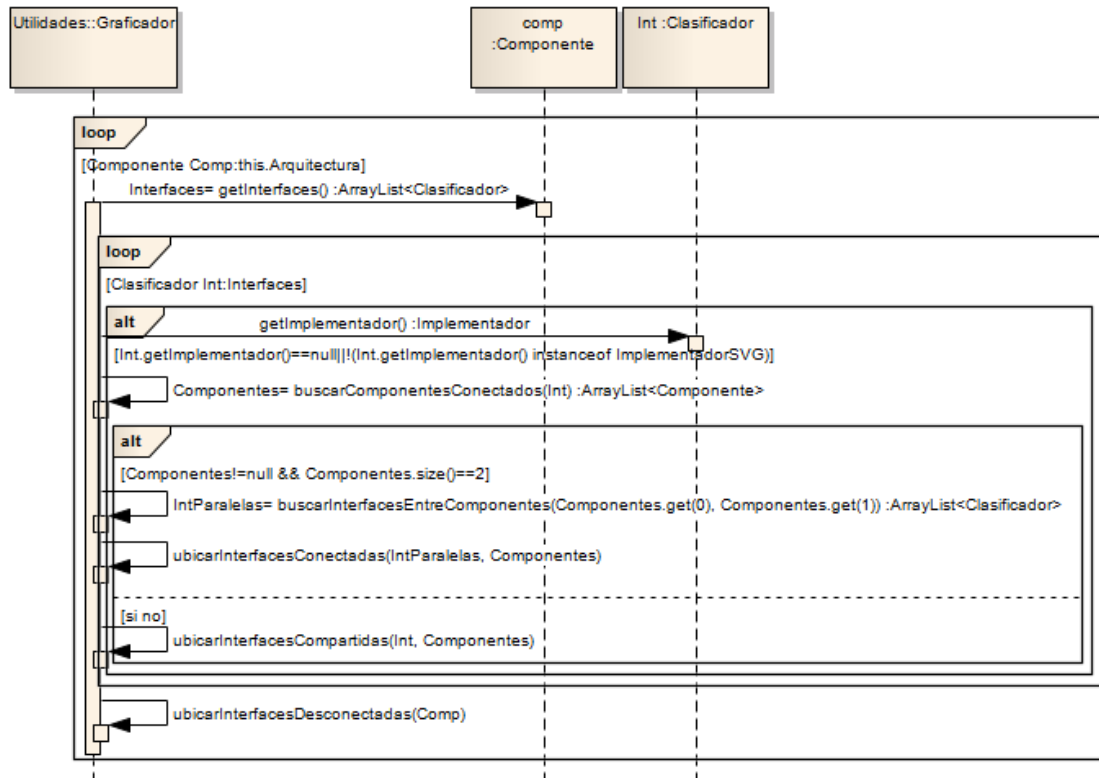 Utilidades::Graficador
comp
:Componente
Int :Clasificador
loop
[Componente Comp:this.Arquitectura]
Interfaces= getInterfaces() :ArrayList<Clasificador>
loop
[Clasificador Int:Interfaces]
alt
getImplementador() :Implementador
[Int.getImplementador()==null||!(Int.getImplementador() instanceof ImplementadorSVG)]
Componentes= buscarComponentesConectados(Int) :ArrayList<Componente>
alt
[Componentes!=null && Componentes.size()==2]
IntParalelas= buscarInterfacesEntreComponentes(Componentes.get(0), Componentes.get(1)) :ArrayList<Clasificador>
ubicarInterfacesConectadas(IntParalelas, Componentes)
[si no]
ubicarInterfacesCompartidas(Int, Componentes)
ubicarInterfacesDesconectadas(Comp)